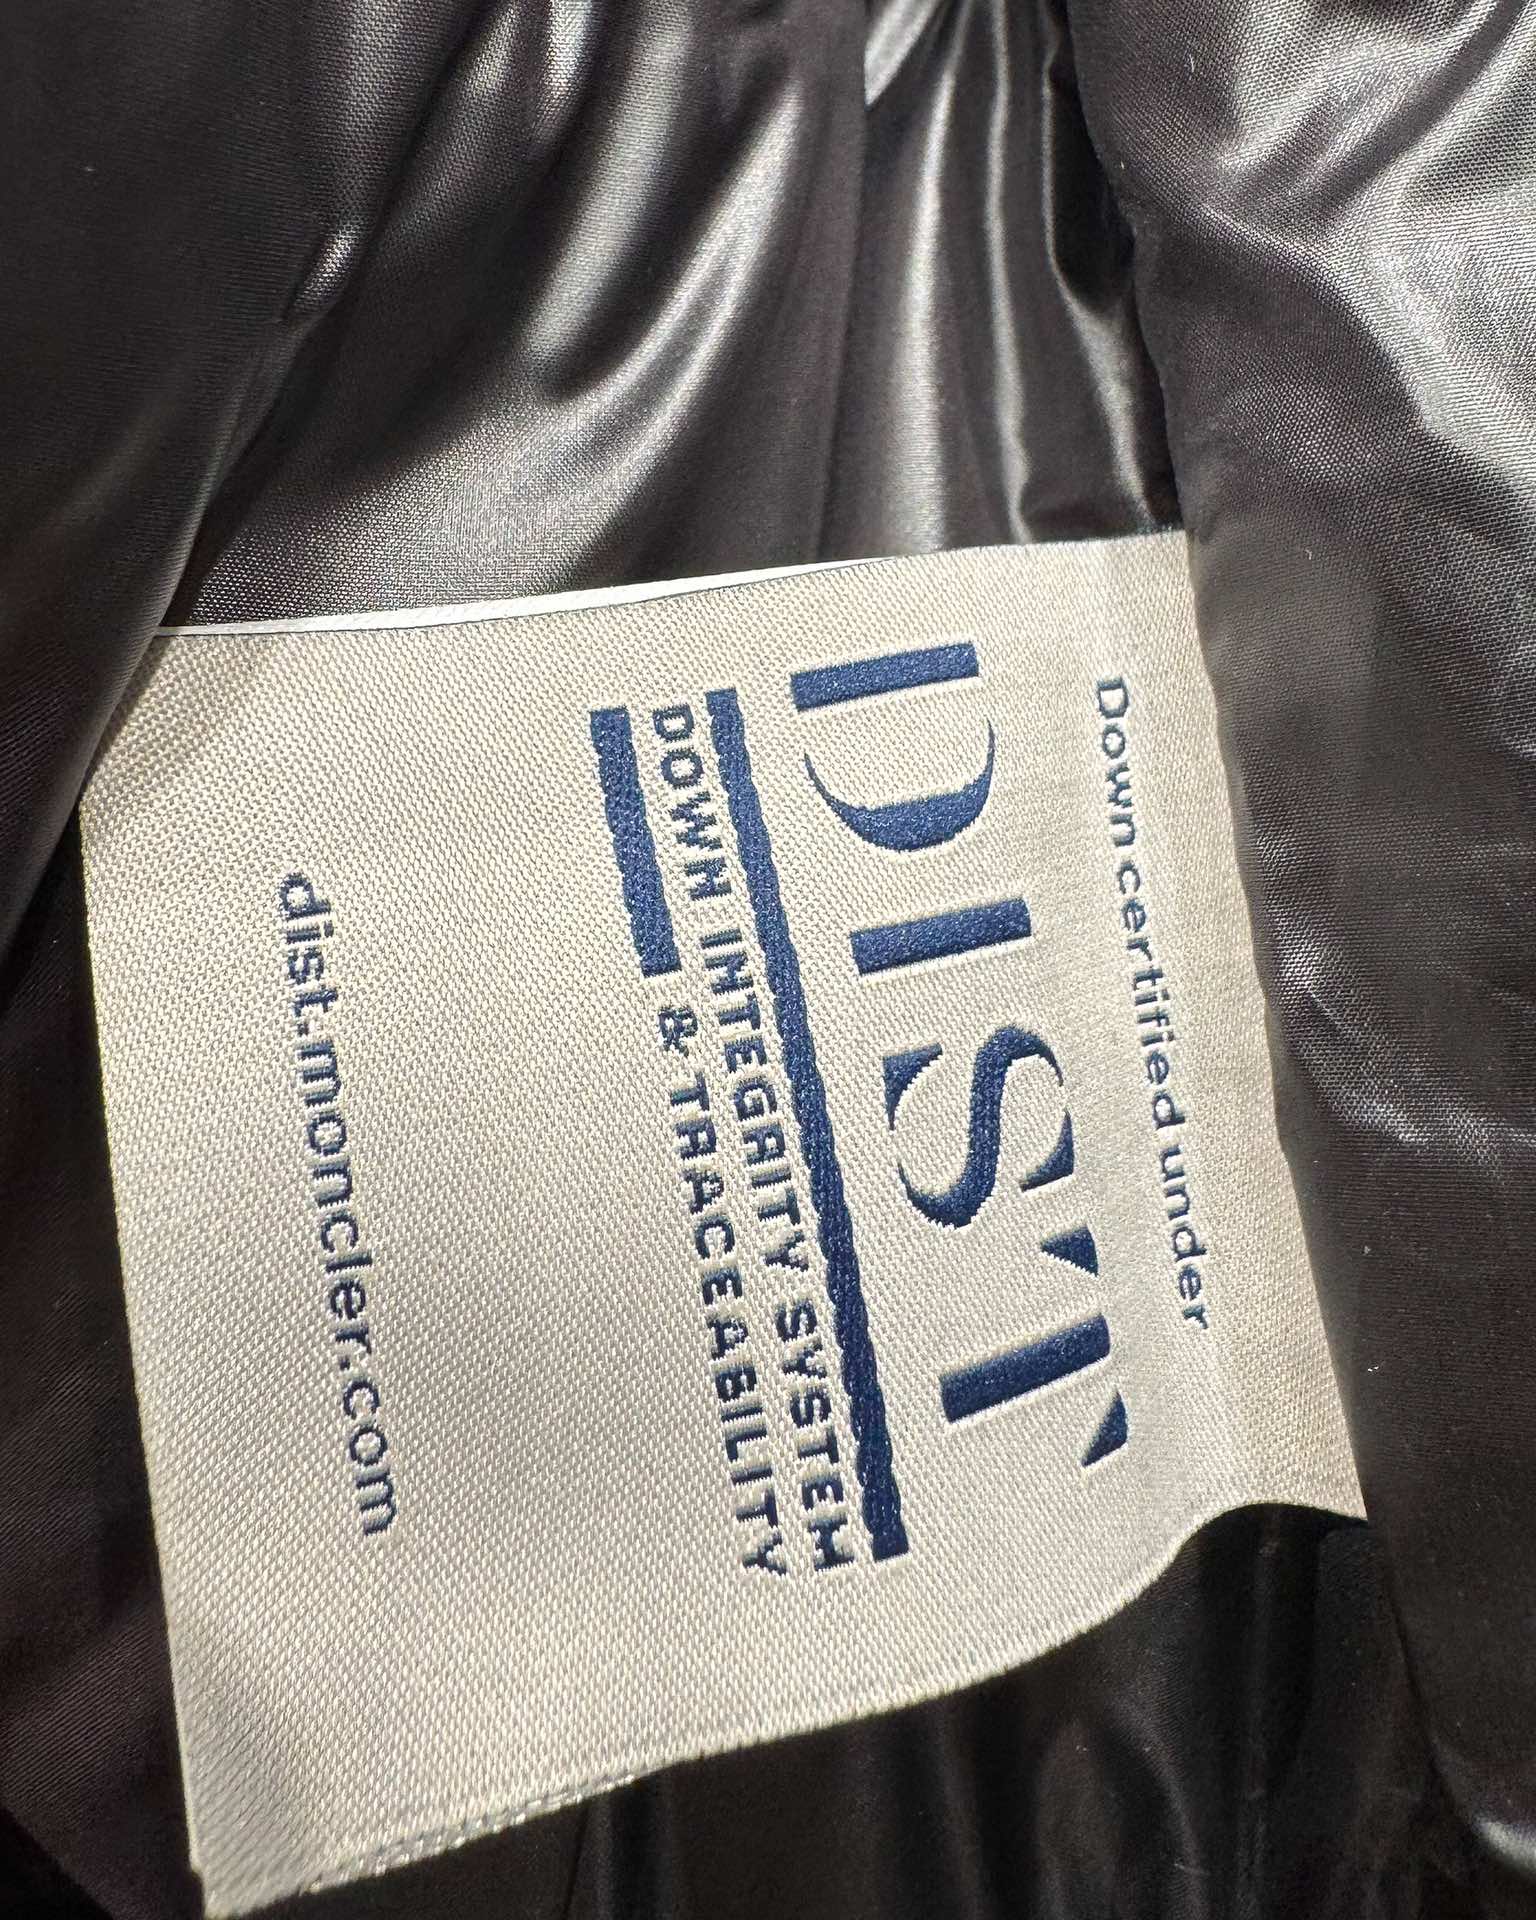 Down certified under
DIST
DOWN INTEGRITY SYSTEM
& TRACEABILITY
dist.moncler.com